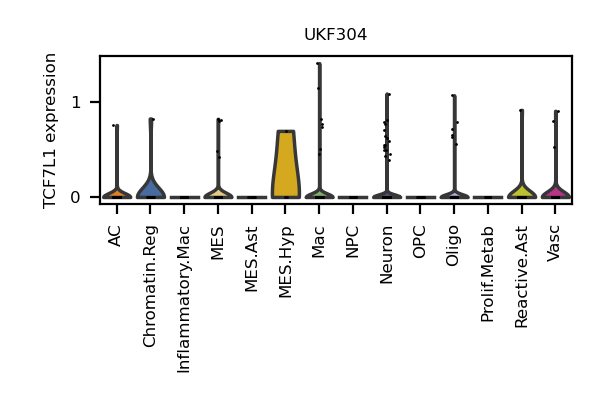 UKF304
TCF7L1 expression
1
0
AC
Chromatin.Reg
Inflammatory.Mac
MES
MES.Ast
MES.Hyp
Mac
NPC
Neuron
OPC
Oligo
Prolif.Metab
Reactive.Ast
Vasc